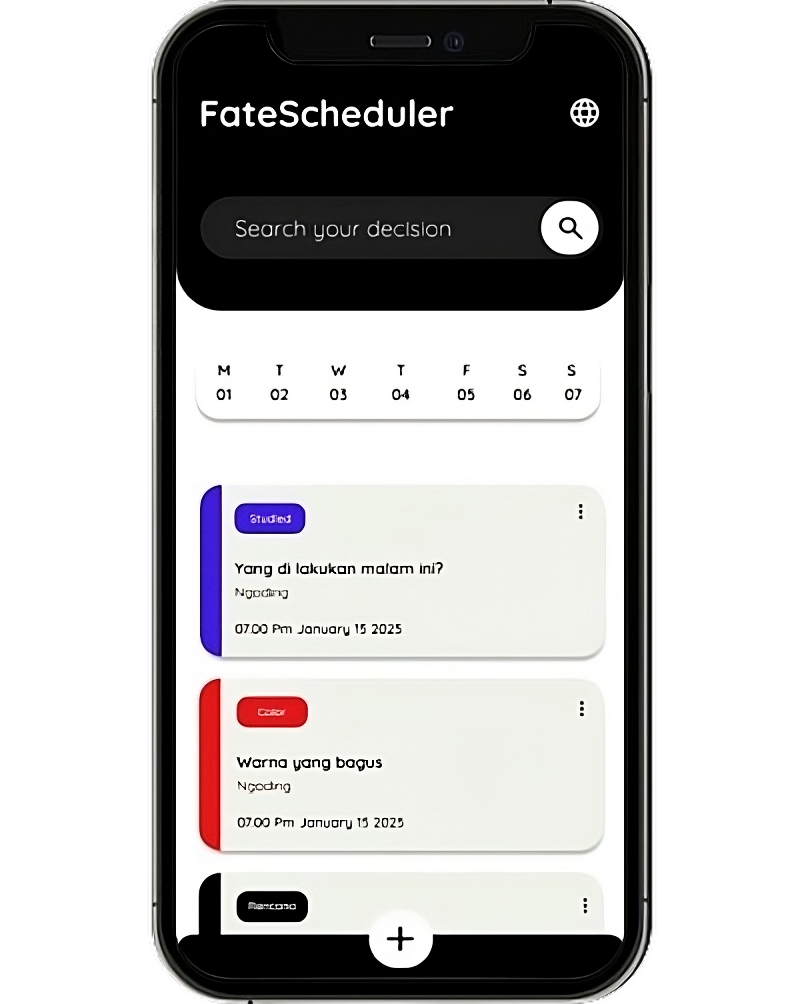 FateScheduler
Search your decision
M T W T F S S
01 02 03 04 05 06 07
Studied
Yang di lakukan malam ini?
Ngoding
07.00 Pm January 15 2025
Color
Warna yang bagus
Ngoding
07.00 Pm January 15 2025